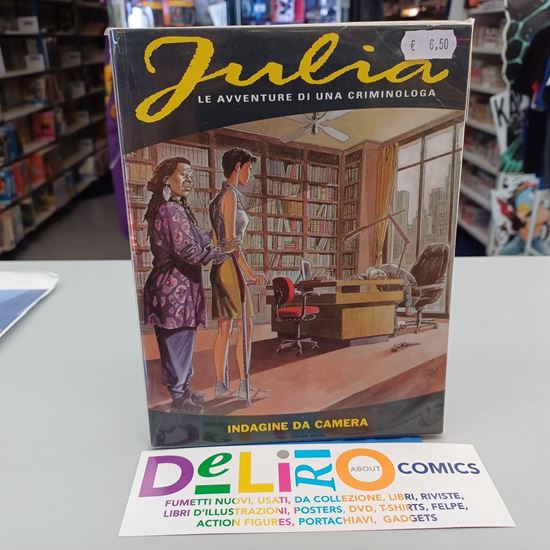 Julia
€ 6,50
LE AVVENTURE DI UNA CRIMINOLOGA
INDAGINE DA CAMERA
DeLiRiO ABOUT COMICS
FUMETTI NUOVI, USATI, DA COLLEZIONE, LIBRI, RIVISTE,
LIBRI D'ILLUSTRAZIONI, POSTERS, DVD, T-SHIRTS, FELPE,
ACTION FIGURES, PORTACHIAVI, GADGETS